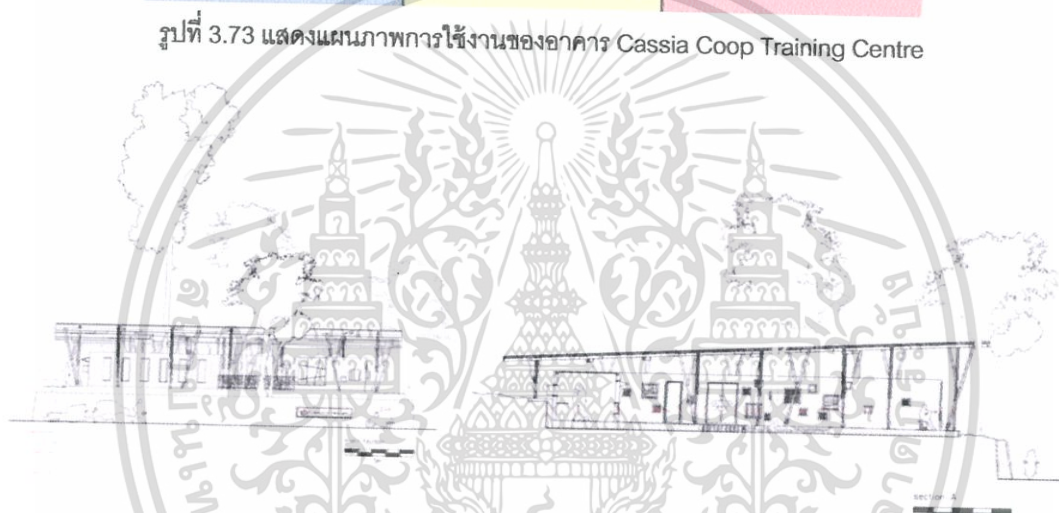 รูปที่ 3.73 แสดงแผนภาพการใช้งานของอาคาร Cassia Coop Training Centre
section A